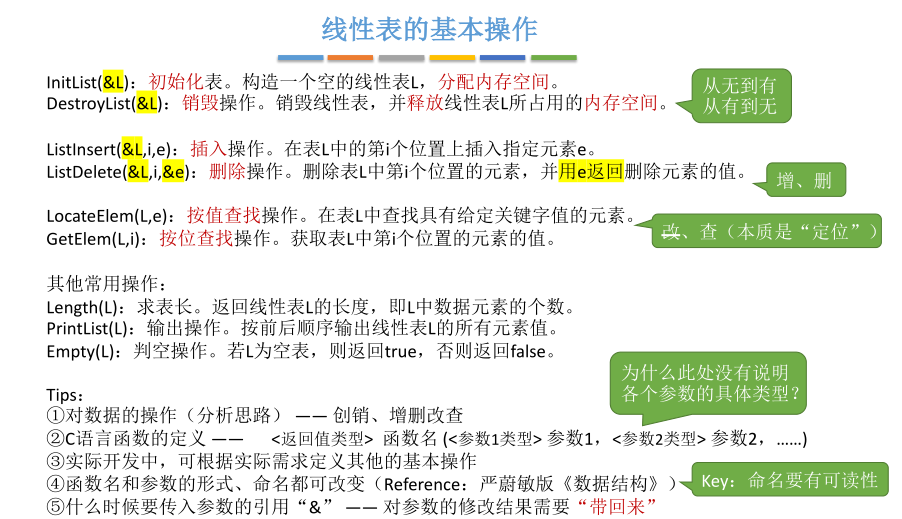 线性表的基本操作
InitList(&L)：初始化表。构造一个空的线性表L，分配内存空间。
DestroyList(&L)：销毁操作。销毁线性表，并释放线性表L所占用的内存空间。
从无到有
从有到无
ListInsert(&L,i,e)：插入操作。在表L中的第i个位置上插入指定元素e。
ListDelete(&L,i,&e)：删除操作。删除表L中第i个位置的元素，并用e返回删除元素的值。
增、删
LocateElem(L,e)：按值查找操作。在表L中查找具有给定关键字值的元素。
GetElem(L,i)：按位查找操作。获取表L中第i个位置的元素的值。
改、查（本质是“定位”）
其他常用操作：
Length(L)：求表长。返回线性表L的长度，即L中数据元素的个数。
PrintList(L)：输出操作。按前后顺序输出线性表L的所有元素值。
Empty(L)：判空操作。若L为空表，则返回true，否则返回false。
为什么此处没有说明
各个参数的具体类型？
Tips：
①对数据的操作（分析思路） —— 创销、增删改查
②C语言函数的定义 —— <返回值类型> 函数名 (<参数1类型> 参数1，<参数2类型> 参数2，……)
③实际开发中，可根据实际需求定义其他的基本操作
④函数名和参数的形式、命名都可改变（Reference：严蔚敏版《数据结构》）
Key：命名要有可读性
⑤什么时候要传入参数的引用“&” —— 对参数的修改结果需要“带回来”